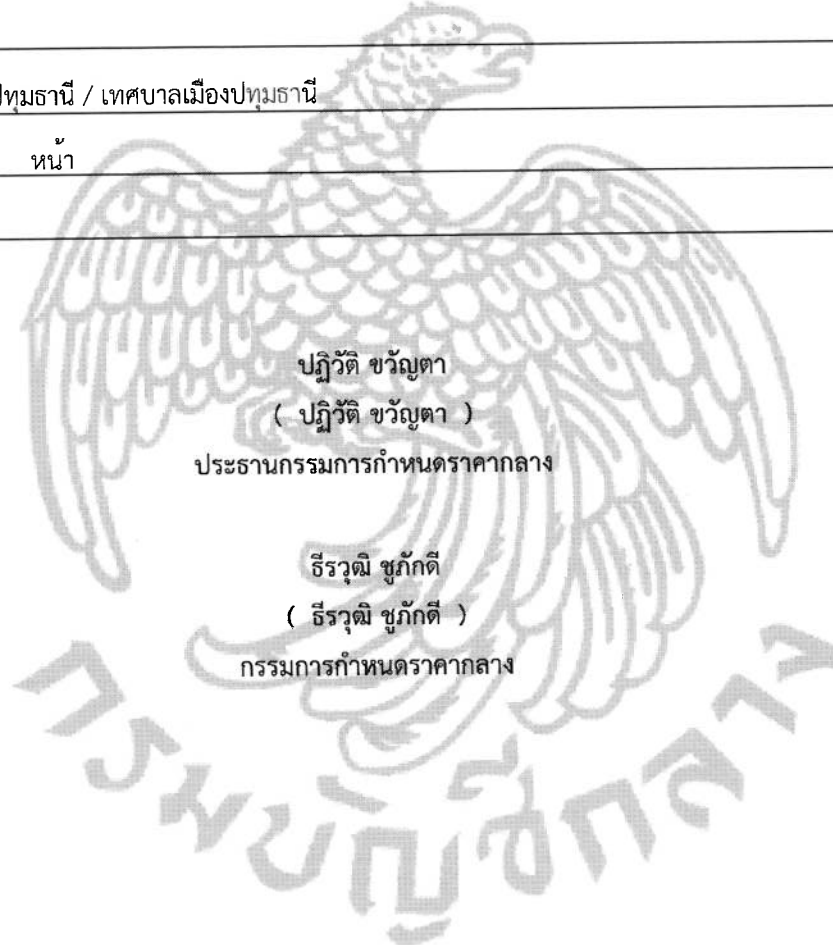 ปทุมธานี / เทศบาลเมืองปทุมธานี
หน้า
ปฏิวัติ ขวัญตา
( ปฏิวัติ ขวัญตา )
ประธานกรรมการกำหนดราคากลาง
ธีรวุฒิ ชูภักดี
( ธีรวุฒิ ชูภักดี )
กรรมการกำหนดราคากลาง
กรมบัญชีกลาง